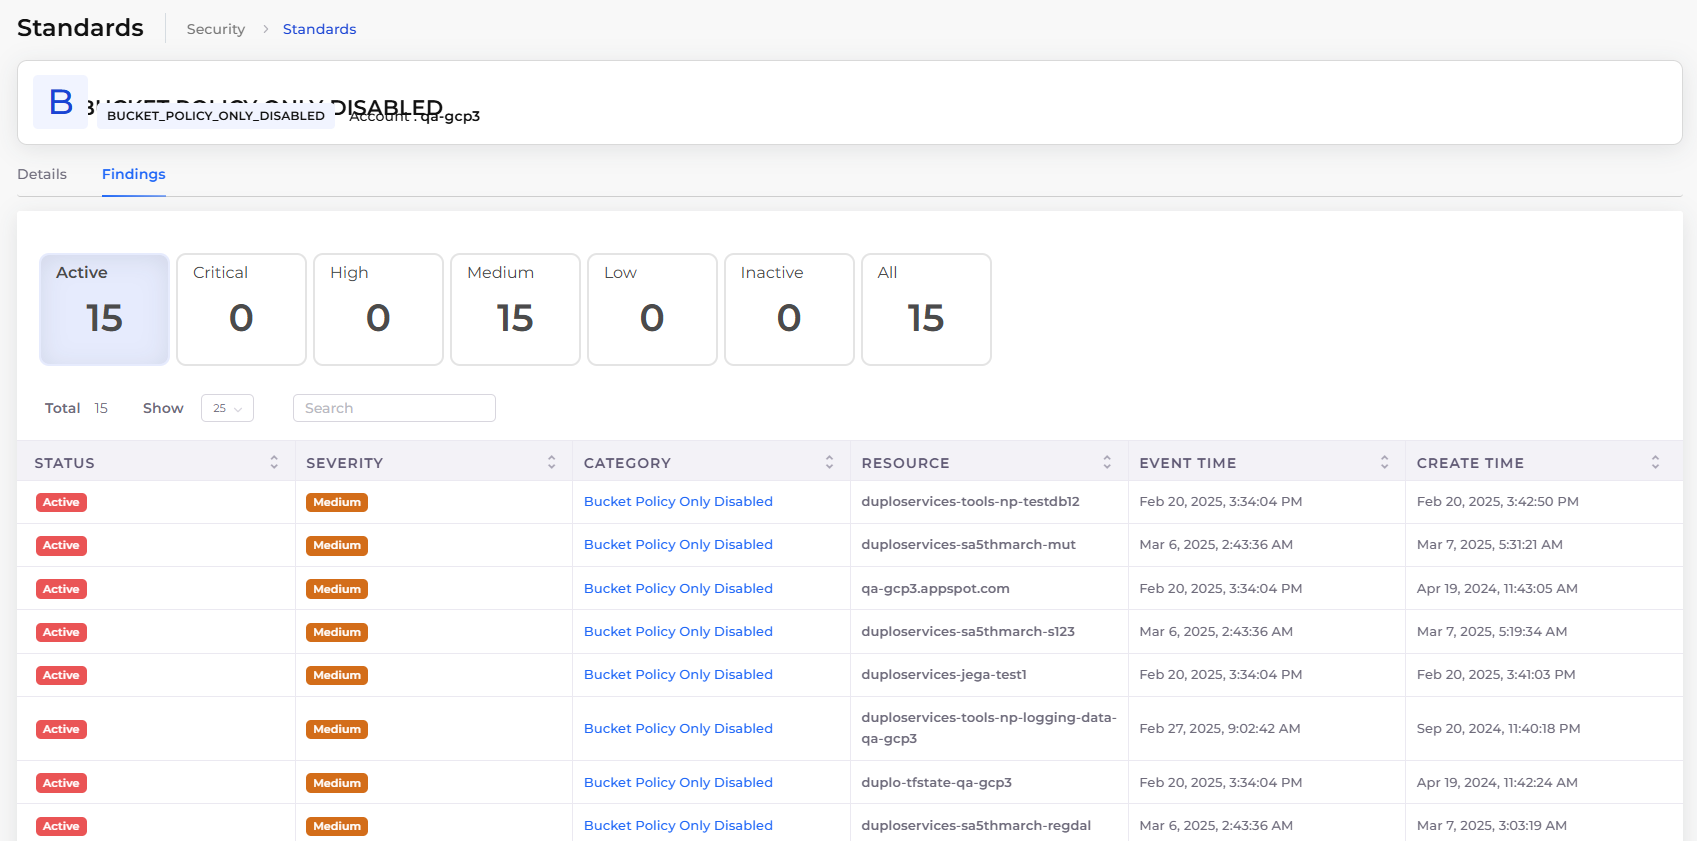 Standards
Security > Standards
B
BUCKET_POLICY_ONLY_DISABLED
BUCKET_POLICY_ONLY_DISABLED Account : qa-gcp3
Details Findings
Active Critical High Medium Low Inactive All
15 0 0 15 0 0 15
Total 15 Show 25 Search
STATUS SEVERITY CATEGORY RESOURCE EVENT TIME CREATE TIME
Active Medium Bucket Policy Only Disabled duploservices-tools-np-testdb12 Feb 20, 2025, 3:34:04 PM Feb 20, 2025, 3:42:50 PM
Active Medium Bucket Policy Only Disabled duploservices-sa5thmarch-mut Mar 6, 2025, 2:43:36 AM Mar 7, 2025, 5:31:21 AM
Active Medium Bucket Policy Only Disabled qa-gcp3.appspot.com Feb 20, 2025, 3:34:04 PM Apr 19, 2024, 11:43:05 AM
Active Medium Bucket Policy Only Disabled duploservices-sa5thmarch-s123 Mar 6, 2025, 2:43:36 AM Mar 7, 2025, 5:19:34 AM
Active Medium Bucket Policy Only Disabled duploservices-jega-test1 Feb 20, 2025, 3:34:04 PM Feb 20, 2025, 3:41:03 PM
Active Medium Bucket Policy Only Disabled duploservices-tools-np-logging-data- Feb 27, 2025, 9:02:42 AM Sep 20, 2024, 11:40:18 PM
qa-gcp3
Active Medium Bucket Policy Only Disabled duplo-tfstate-qa-gcp3 Feb 20, 2025, 3:34:04 PM Apr 19, 2024, 11:42:24 AM
Active Medium Bucket Policy Only Disabled duploservices-sa5thmarch-regdal Mar 6, 2025, 2:43:36 AM Mar 7, 2025, 3:03:19 AM